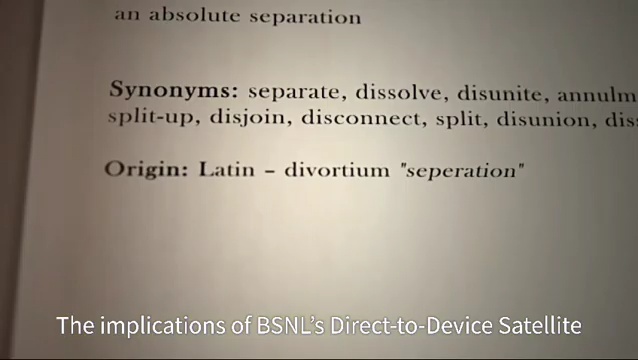 an absolute separation
Synonyms: separate, dissolve, disunite,
split-up, disjoin, disconnect, split, disunion,
Origin: Latin - divortium "seperation"
The implications of BSNL's Direct-to-Device Satellite